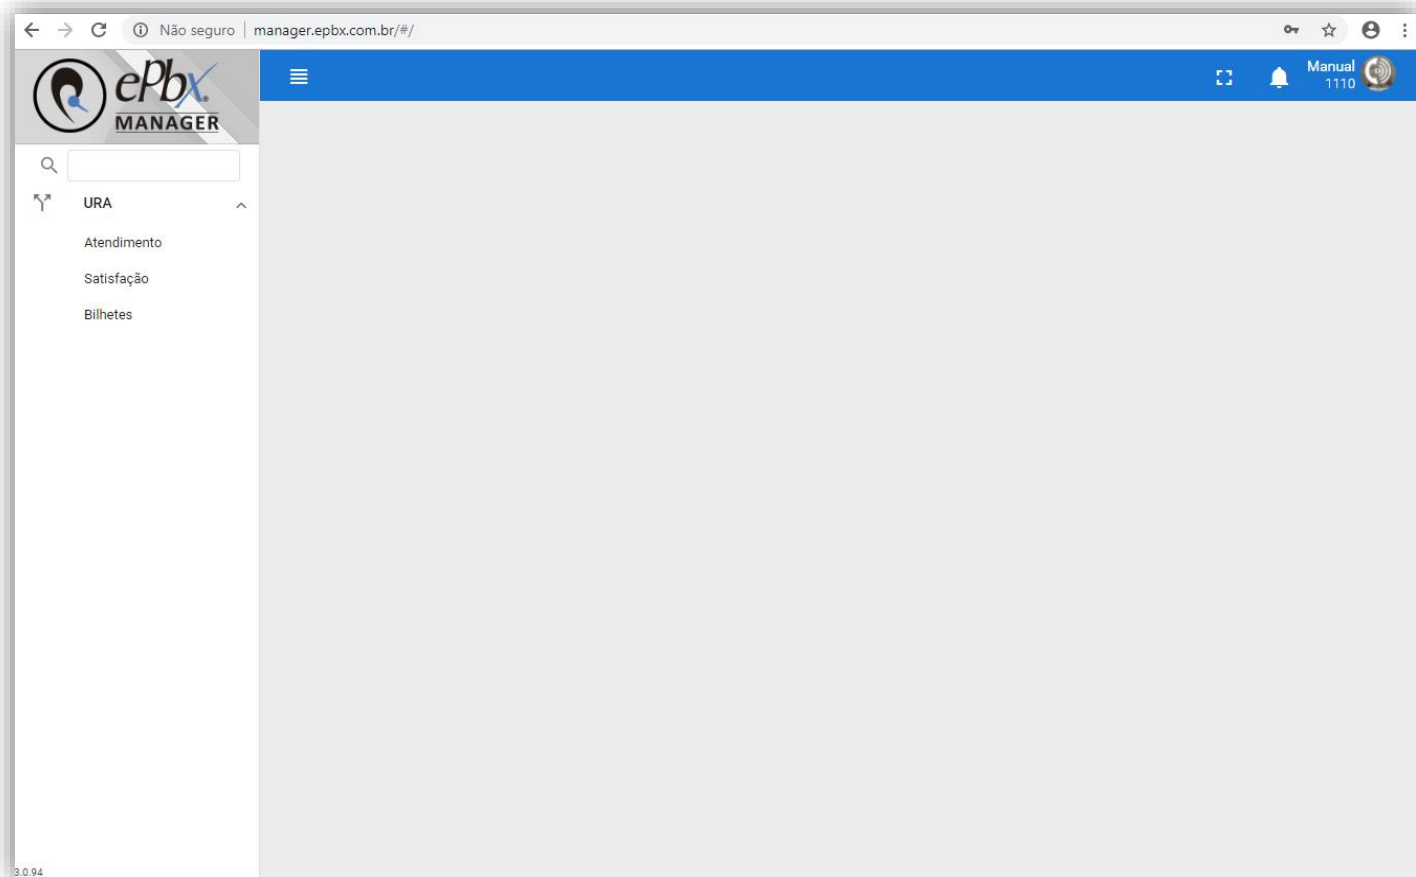 Não seguro | manager.epbx.com.br/#/
ePbx.
MANAGER
Manual
1110
URA
Atendimento
Satisfação
Bilhetes
3.0.94